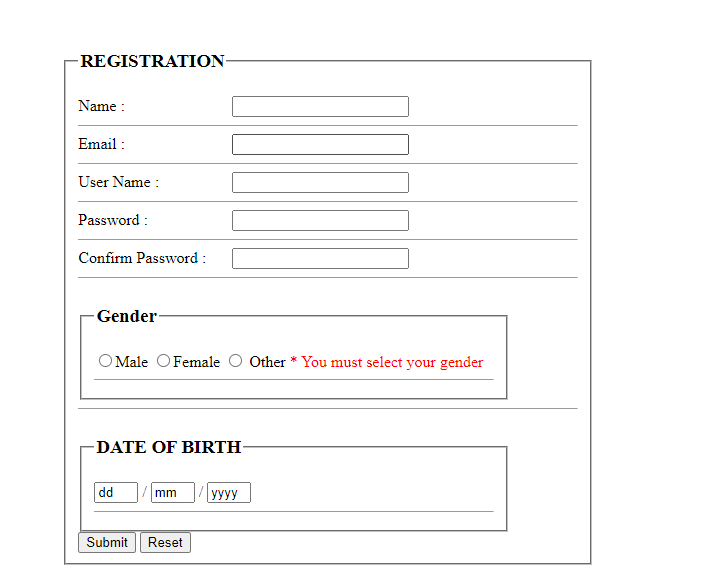 REGISTRATION
Name :
Email :
User Name :
Password :
Confirm Password :
Gender
Male Female Other * You must select your gender
DATE OF BIRTH
dd / mm / yyyy
Submit Reset